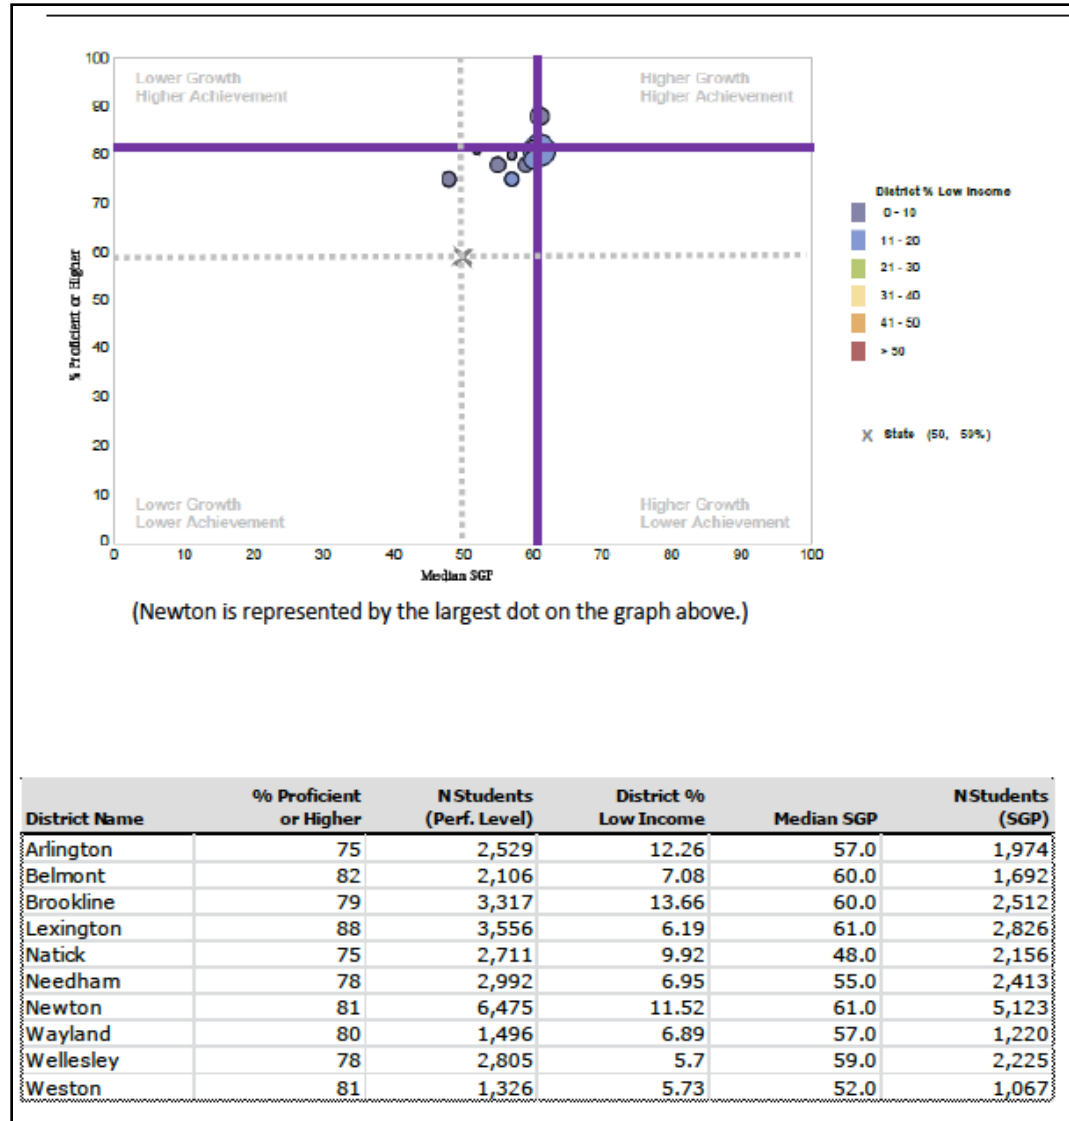 100
Lower Growth
Higher Achievement
Higher Growth
Higher Achievement
90
80
70
60
50
40
30
20
10
0
% Proficient or Higher
Lower Growth
Lower Achievement
Higher Growth
Lower Achievement
0 10 20 30 40 50 60 70 80 90 100
Median SGP
District % Low Income
0 - 10
11 - 20
21 - 30
31 - 40
41 - 50
> 50
X State (50, 59%)
(Newton is represented by the largest dot on the graph above.)
District Name % Proficient or Higher N Students (Perf. Level) District % Low Income Median SGP N Students (SGP)
Arlington 75 2,529 12.26 57.0 1,974
Belmont 82 2,106 7.08 60.0 1,692
Brookline 79 3,317 13.66 60.0 2,512
Lexington 88 3,556 6.19 61.0 2,826
Natick 75 2,711 9.92 48.0 2,156
Needham 78 2,992 6.95 55.0 2,413
Newton 81 6,475 11.52 61.0 5,123
Wayland 80 1,496 6.89 57.0 1,220
Wellesley 78 2,805 5.7 59.0 2,225
Weston 81 1,326 5.73 52.0 1,067